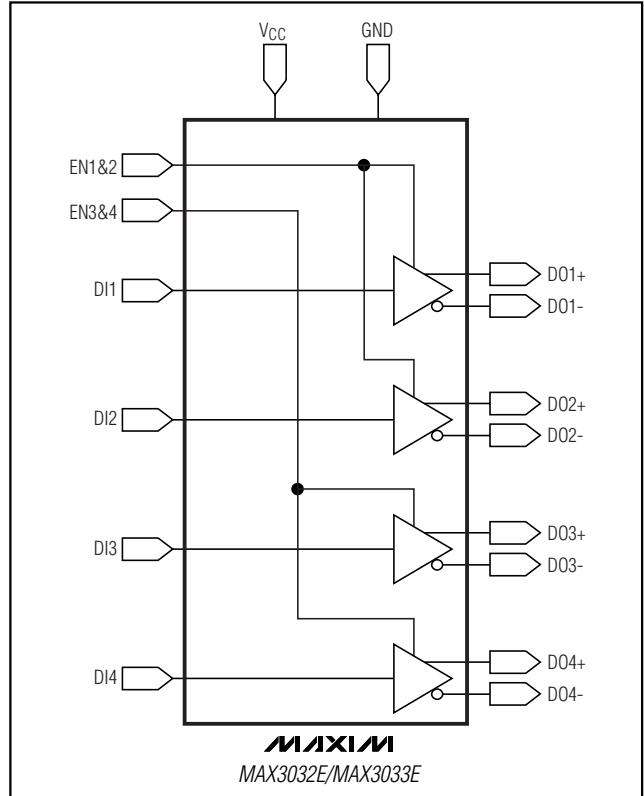 VCC GND
EN1&2
EN3&4
DI1
DO1+
DO1-
DI2
DO2+
DO2-
DI3
DO3+
DO3-
DI4
DO4+
DO4-
MAXIM
MAX3032E/MAX3033E